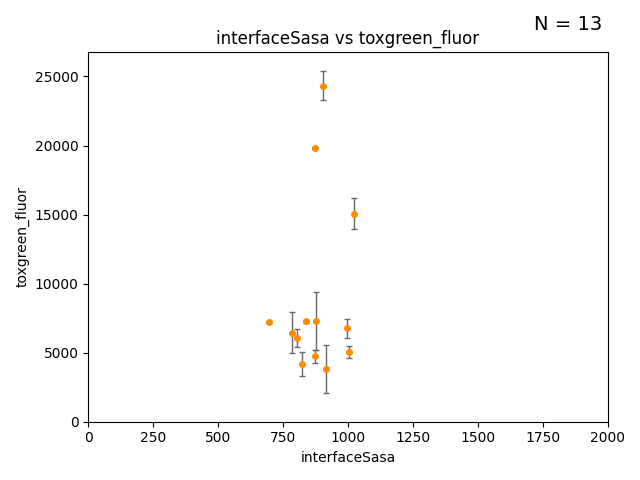 N = 13
interfaceSasa vs toxgreen_fluor
25000
20000
15000
10000
5000
0
toxgreen_fluor
0 250 500 750 1000 1250 1500 1750 2000
interfaceSasa